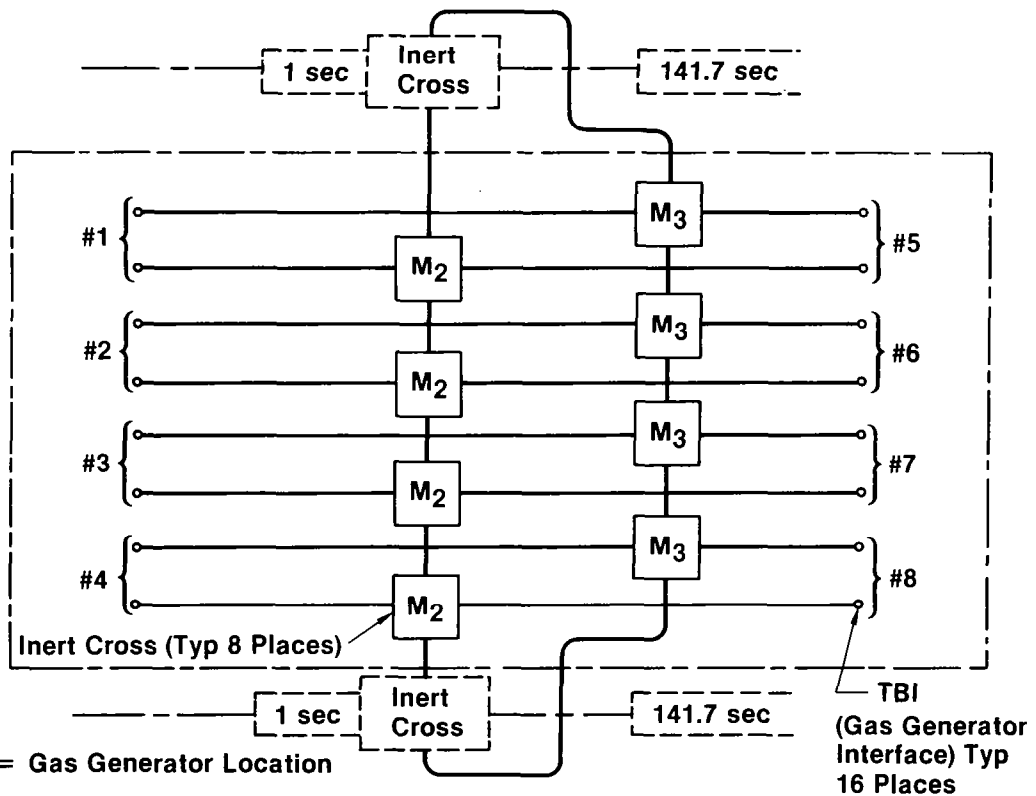 1 sec
Inert
Cross
141.7 sec
#1
M3
#5
M2
#2
M3
#6
M2
#3
M3
#7
M2
#4
M3
#8
M2
Inert Cross (Typ 8 Places)
1 sec
Inert
Cross
141.7 sec
TBI
(Gas Generator
Interface) Typ
16 Places
= Gas Generator Location